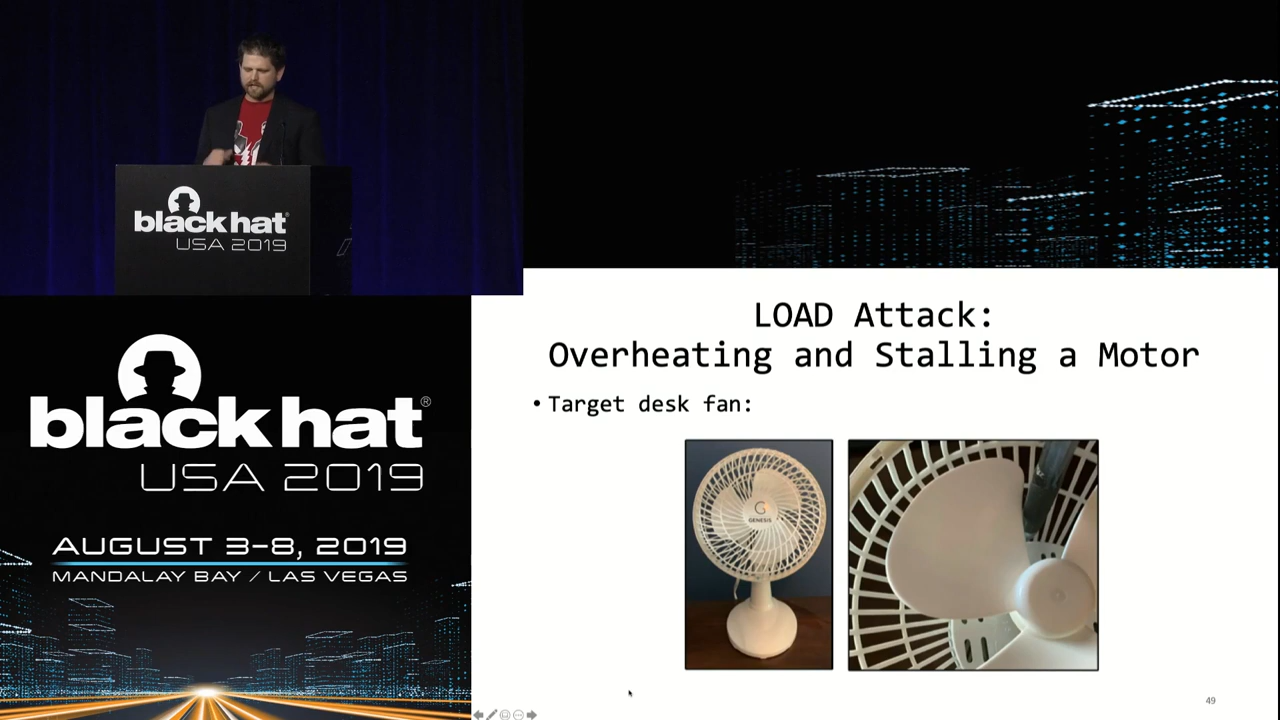 black hat®
USA 2019
black hat®
USA 2019
AUGUST 3-8, 2019
MANDALAY BAY / LAS VEGAS
LOAD Attack:
Overheating and Stalling a Motor
• Target desk fan:
G
GENESIS
49